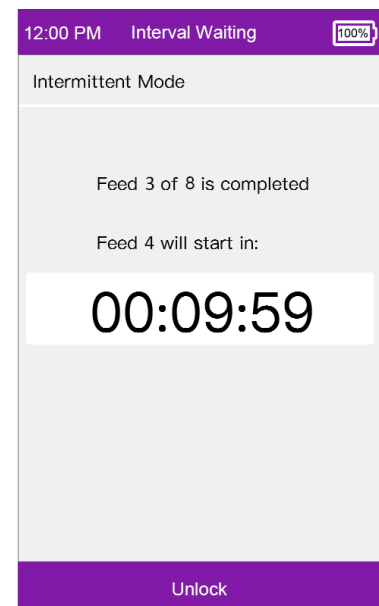 12:00 PM Interval Waiting 100%
Intermittent Mode
Feed 3 of 8 is completed
Feed 4 will start in:
00:09:59
Unlock